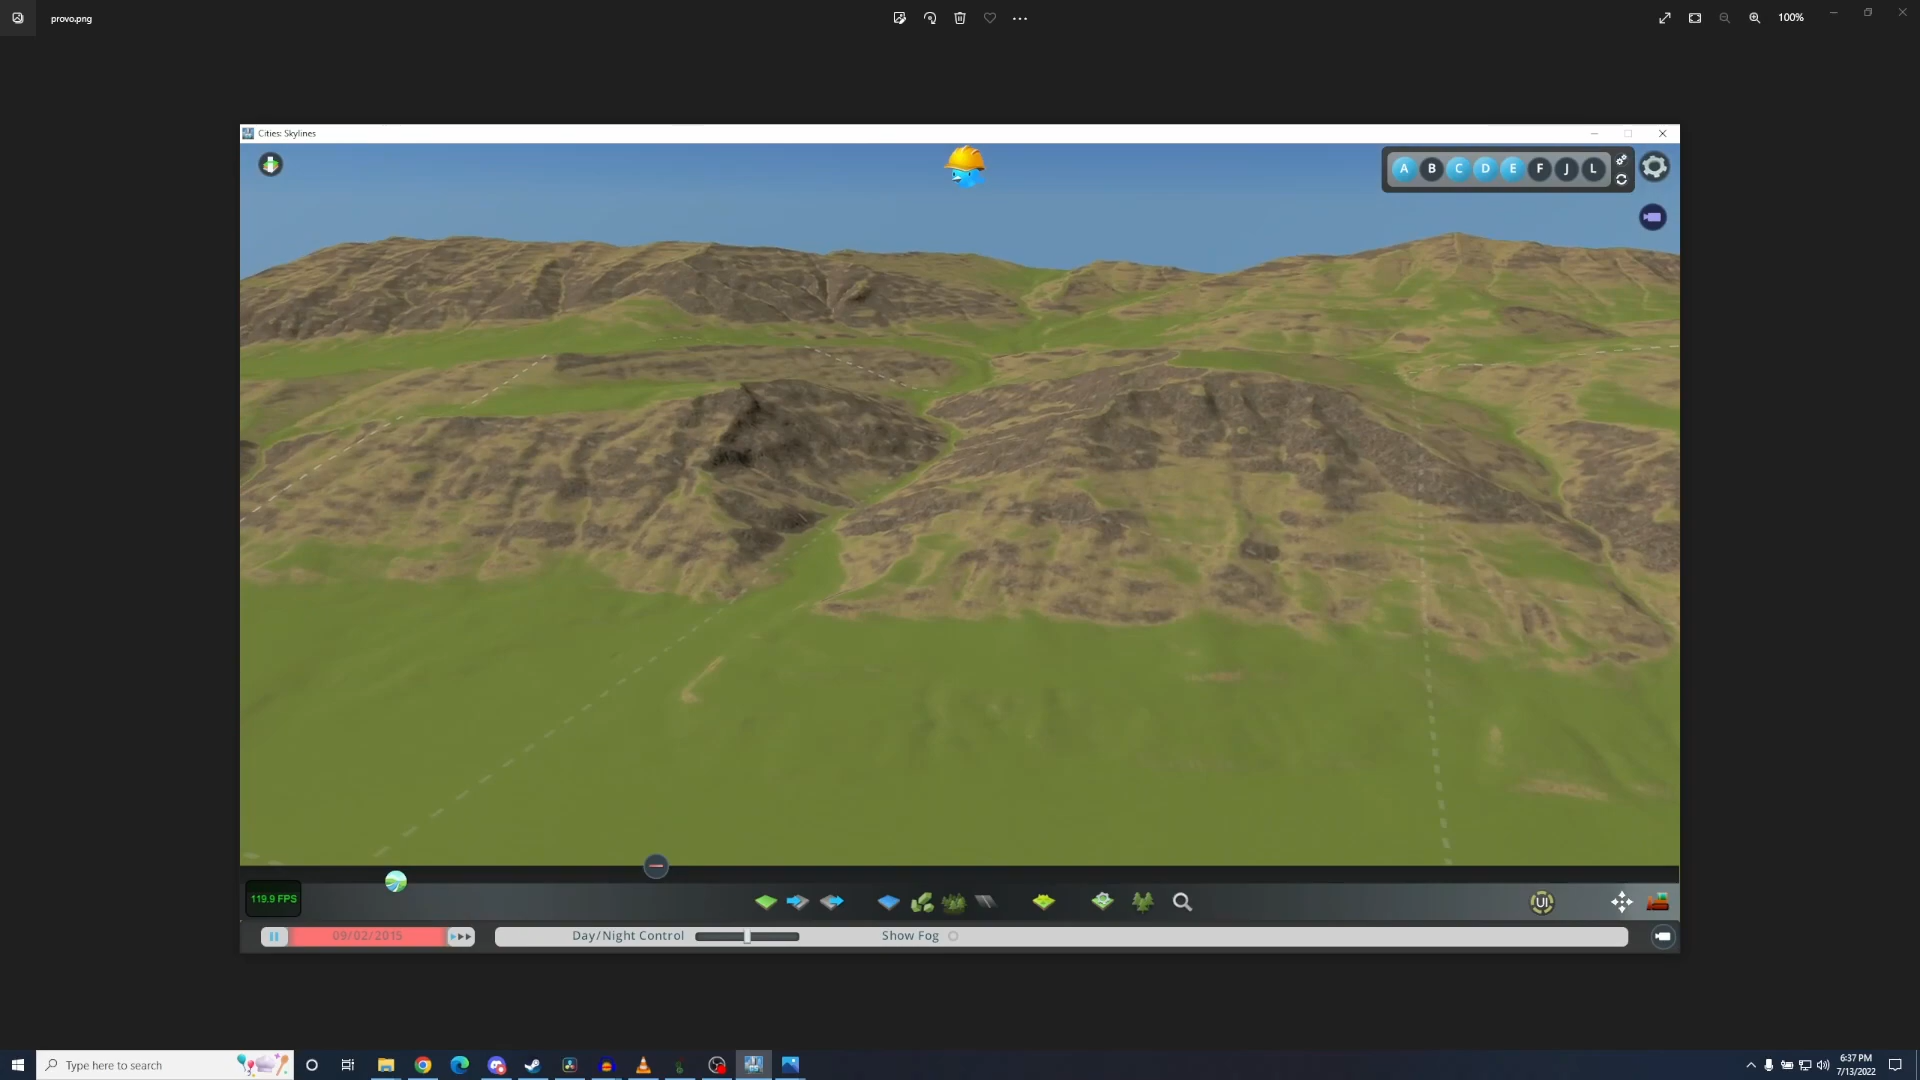 provo.png
100%
Cities: Skylines
A B C D E F J L
119.9 FPS
UI
09/02/2015
Day/Night Control
Show Fog
Type here to search
6:37 PM
7/13/2022